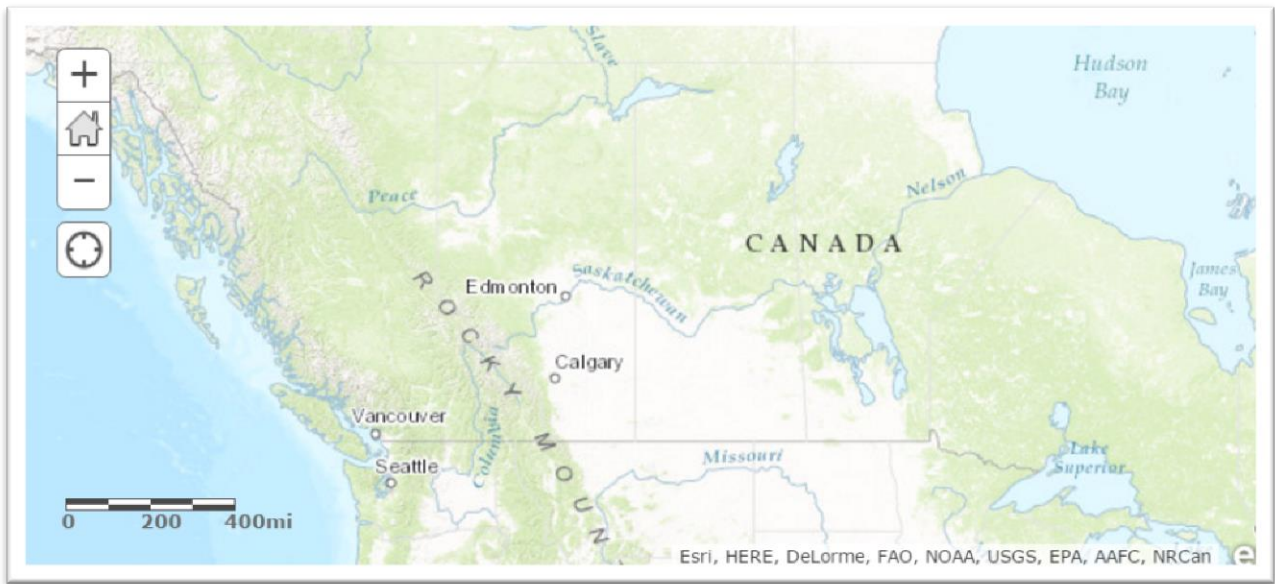 Slave
Hudson
Bay
+
−
Peace
Nelson
CANADA
James
Bay
Saskatchewan
Edmonton
ROCKY MOUN
Calgary
Vancouver
Columbia
Seattle
Missouri
Lake
Superior
0 200 400mi
Esri, HERE, DeLorme, FAO, NOAA, USGS, EPA, AAFC, NRCan
e